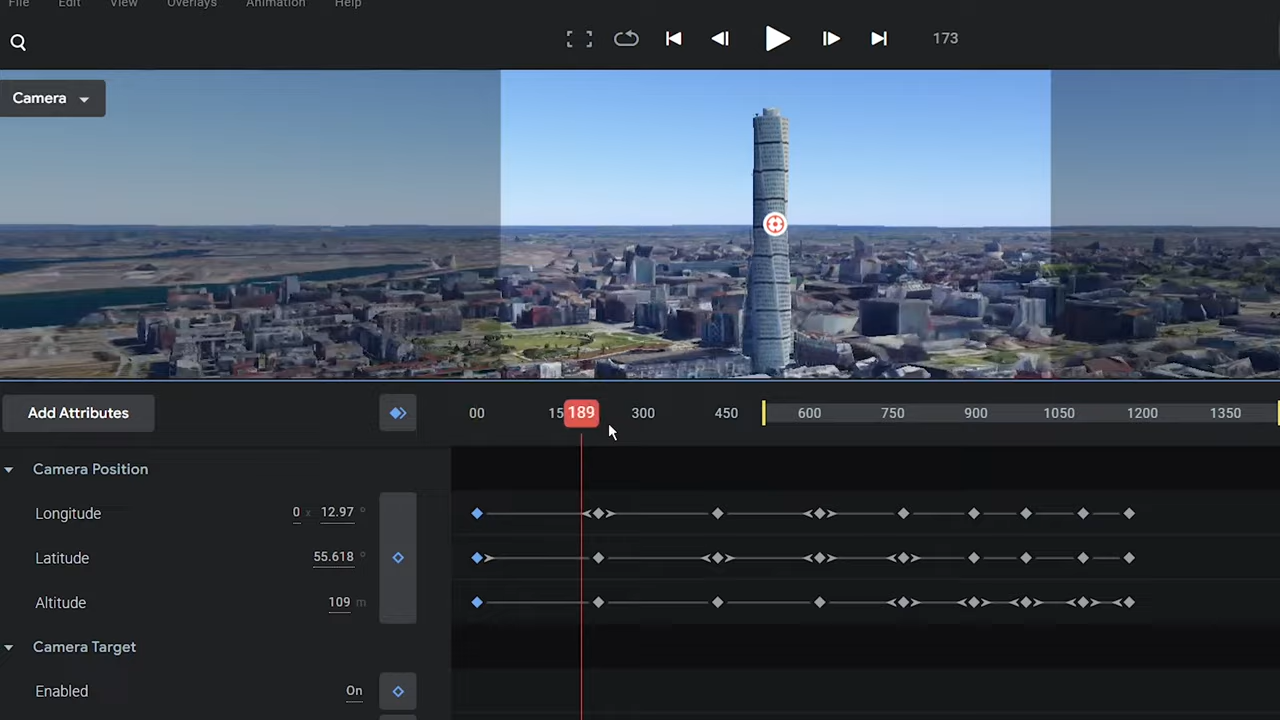 File Edit View Overlays Animation Help
173
Camera
Add Attributes
00 15 189 300 450 600 750 900 1050 1200 1350
Camera Position
Longitude 0 x 12.97 °
Latitude 55.618 °
Altitude 109 m
Camera Target
Enabled On